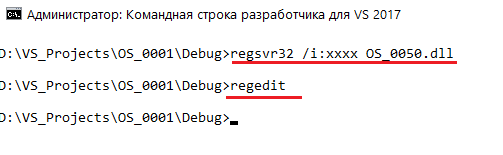 Администратор: Командная строка разработчика для VS 2017
D:\VS_Projects\OS_0001\Debug>regsvr32 /i:xxxx OS_0050.dll
D:\VS_Projects\OS_0001\Debug>regedit
D:\VS_Projects\OS_0001\Debug>